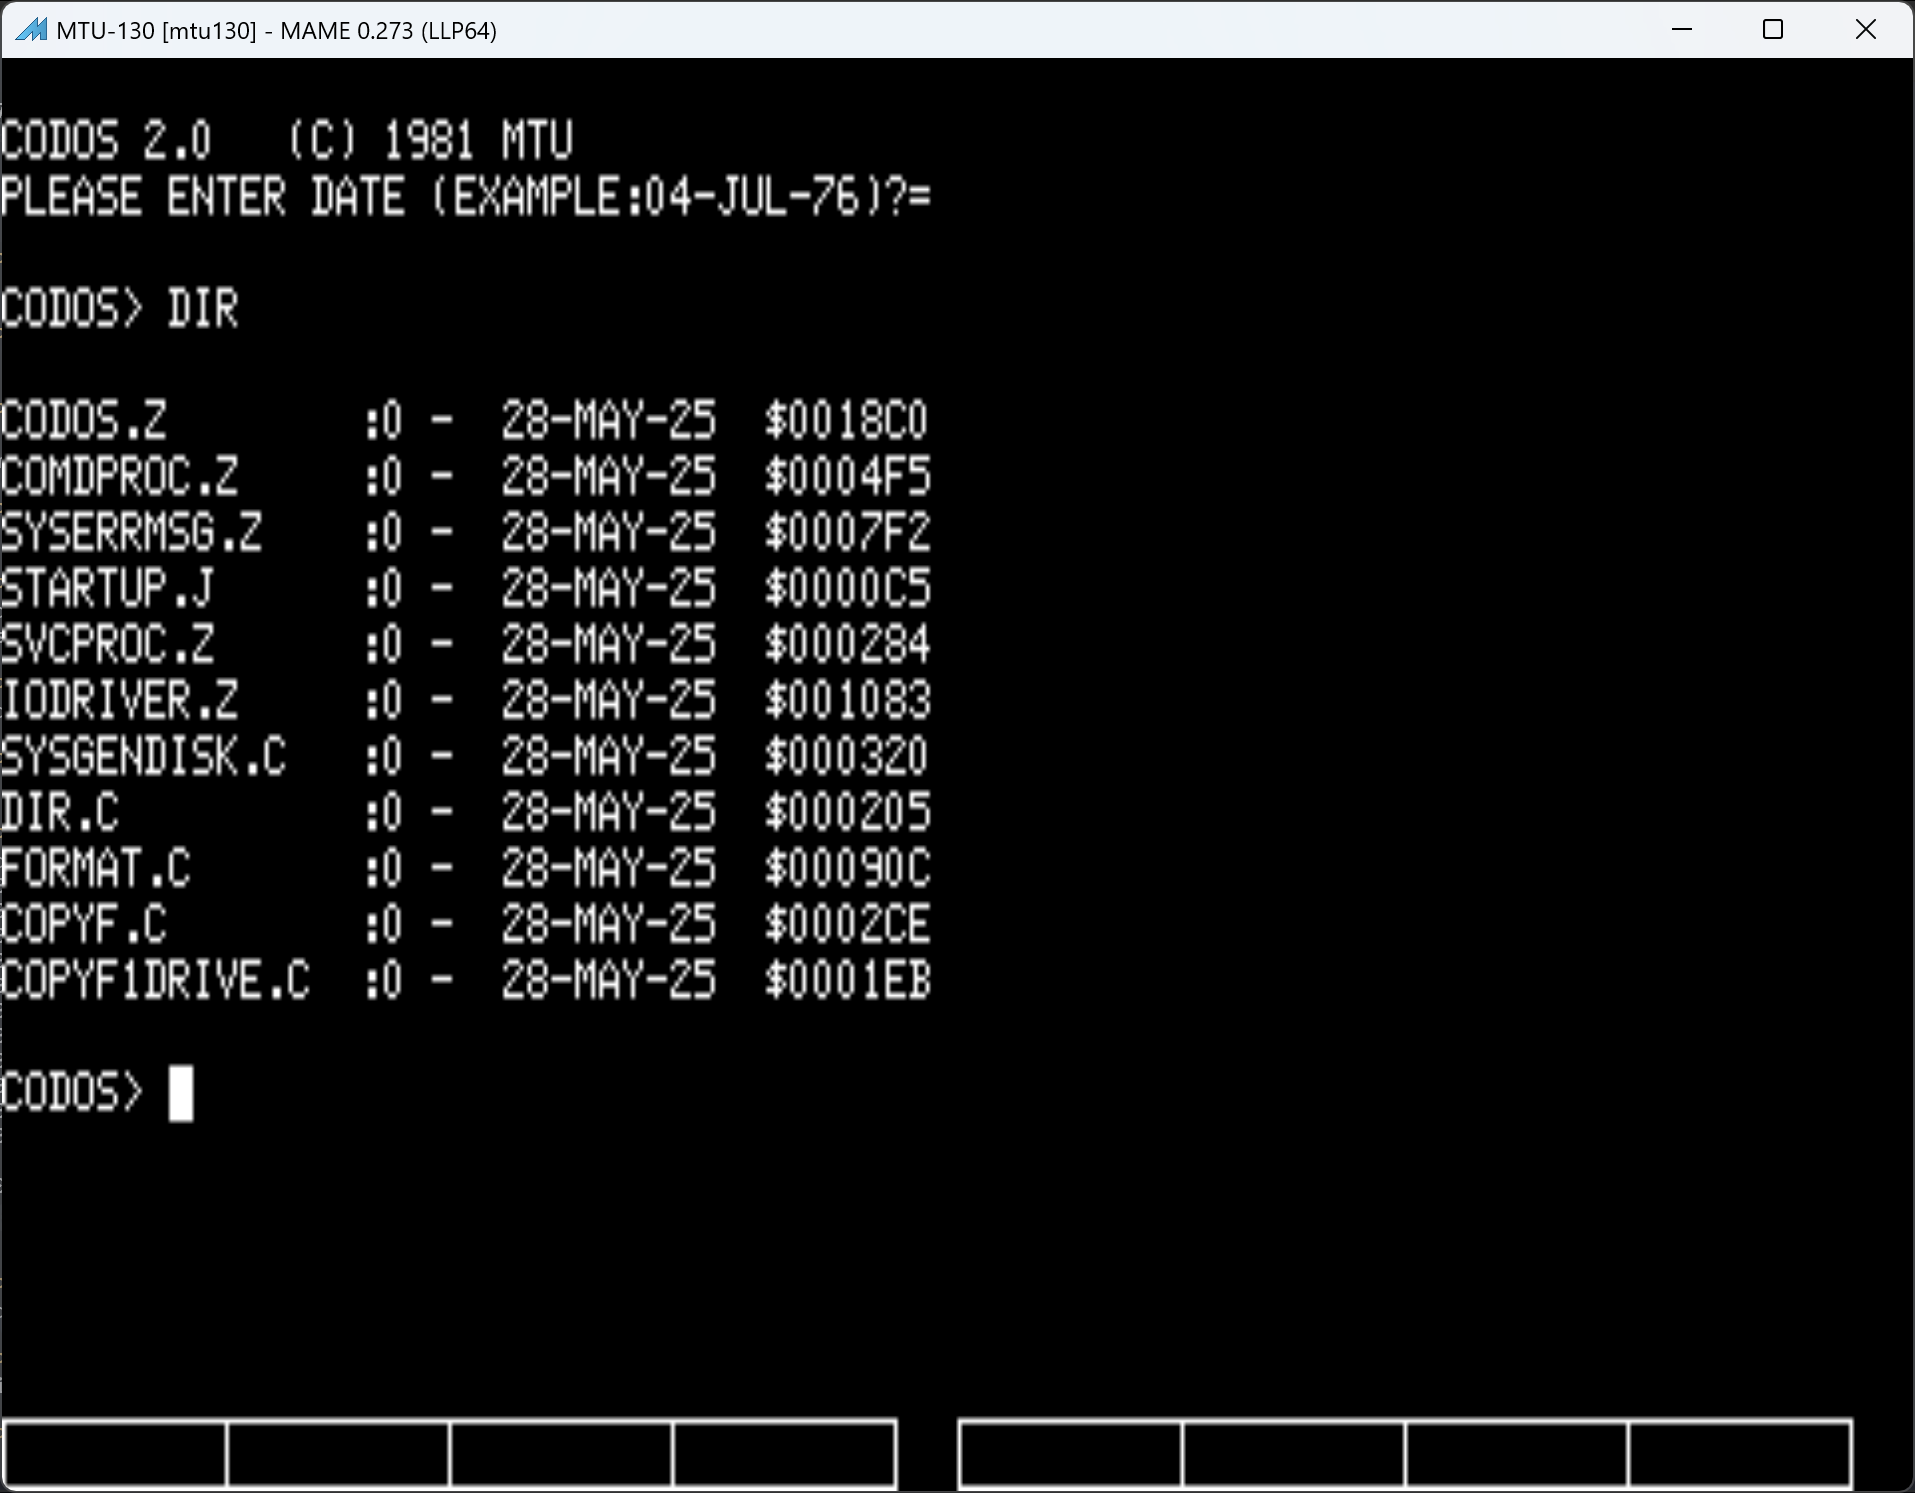 MTU-130 [mtu130] - MAME 0.273 (LLP64)
CODOS 2.0   (C) 1981 MTU
PLEASE ENTER DATE (EXAMPLE:04-JUL-76)?=
CODOS> DIR
CODOS.Z        :0 -  28-MAY-25  $0018C0
COMDPROC.Z     :0 -  28-MAY-25  $0004F5
SYSERRMSG.Z    :0 -  28-MAY-25  $0007F2
STARTUP.J      :0 -  28-MAY-25  $0000C5
SVCPROC.Z      :0 -  28-MAY-25  $000284
IODRIVER.Z     :0 -  28-MAY-25  $001083
SYSGENDISK.C   :0 -  28-MAY-25  $000320
DIR.C          :0 -  28-MAY-25  $000205
FORMAT.C       :0 -  28-MAY-25  $00090C
COPYF.C        :0 -  28-MAY-25  $0002CE
COPYF1DRIVE.C  :0 -  28-MAY-25  $0001EB
CODOS>